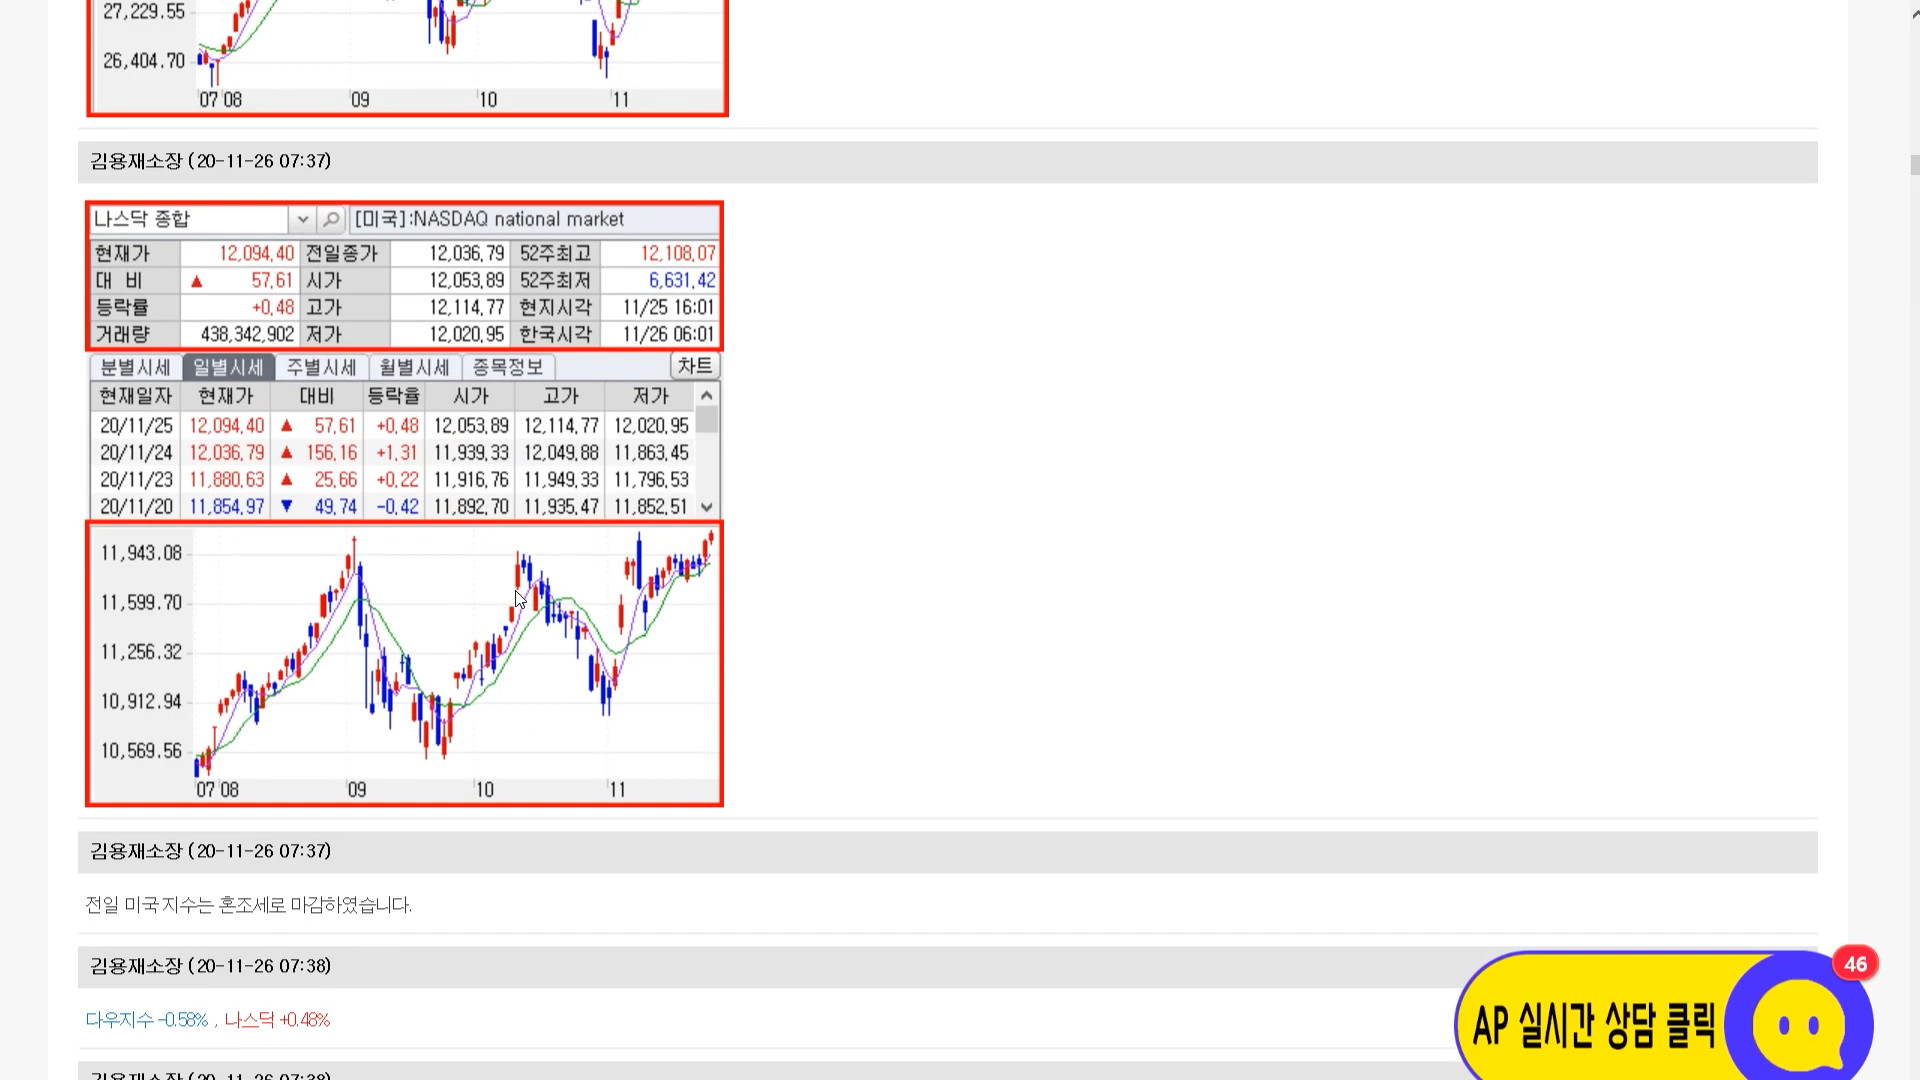 27,229.55
26,404.70
07 08 09 10 11
김용재소장 (20-11-26 07:37)
나스닥 종합 [미국]:NASDAQ national market
현재가 12,094.40 전일종가 12,036.79 52주최고 12,108.07
대 비 ▲ 57.61 시가 12,053.89 52주최저 6,631.42
등락률 +0.48 고가 12,114.77 현지시각 11/25 16:01
거래량 438,342,902 저가 12,020.95 한국시각 11/26 06:01
분별시세 일별시세 주별시세 월별시세 종목정보 차트
현재일자 현재가 대비 등락율 시가 고가 저가
20/11/25 12,094.40 ▲ 57.61 +0.48 12,053.89 12,114.77 12,020.95
20/11/24 12,036.79 ▲ 156.16 +1.31 11,939.33 12,049.88 11,863.45
20/11/23 11,880.63 ▲ 25.66 +0.22 11,916.76 11,949.33 11,796.53
20/11/20 11,854.97 ▼ 49.74 -0.42 11,892.70 11,935.47 11,852.51
11,943.08
11,599.70
11,256.32
10,912.94
10,569.56
07 08 09 10 11
김용재소장 (20-11-26 07:37)
전일 미국 지수는 혼조세로 마감하였습니다.
김용재소장 (20-11-26 07:38)
다우지수 -0.58% , 나스닥 +0.48%
46
AP 실시간 상담 클릭
김용재소장 (20-11-26 07:38)